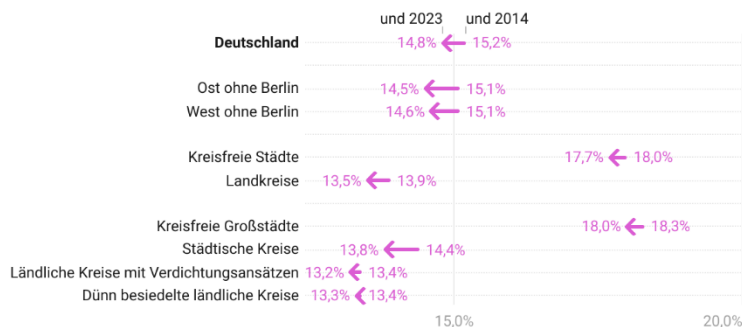 und 2023 und 2014
Deutschland 14,8% 15,2%
Ost ohne Berlin 14,5% 15,1%
West ohne Berlin 14,6% 15,1%
Kreisfreie Städte 17,7% 18,0%
Landkreise 13,5% 13,9%
Kreisfreie Großstädte 18,0% 18,3%
Städtische Kreise 13,8% 14,4%
Ländliche Kreise mit Verdichtungsansätzen 13,2% 13,4%
Dünn besiedelte ländliche Kreise 13,3% 13,4%
15,0% 20,0%